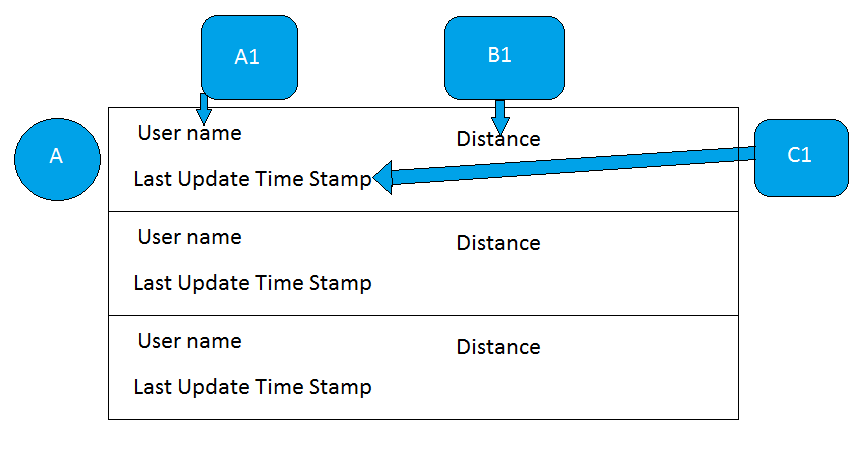 A1
B1
User name
Distance
A
Last Update Time Stamp
C1
User name
Distance
Last Update Time Stamp
User name
Distance
Last Update Time Stamp